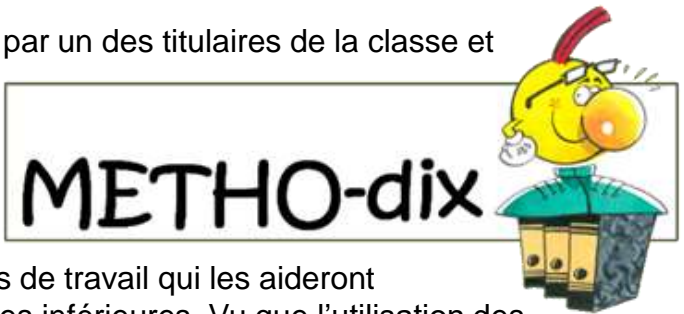 par un des titulaires de la classe et
METHO-dix
s de travail qui les aideront
es inférieures. Vu que l'utilisation des